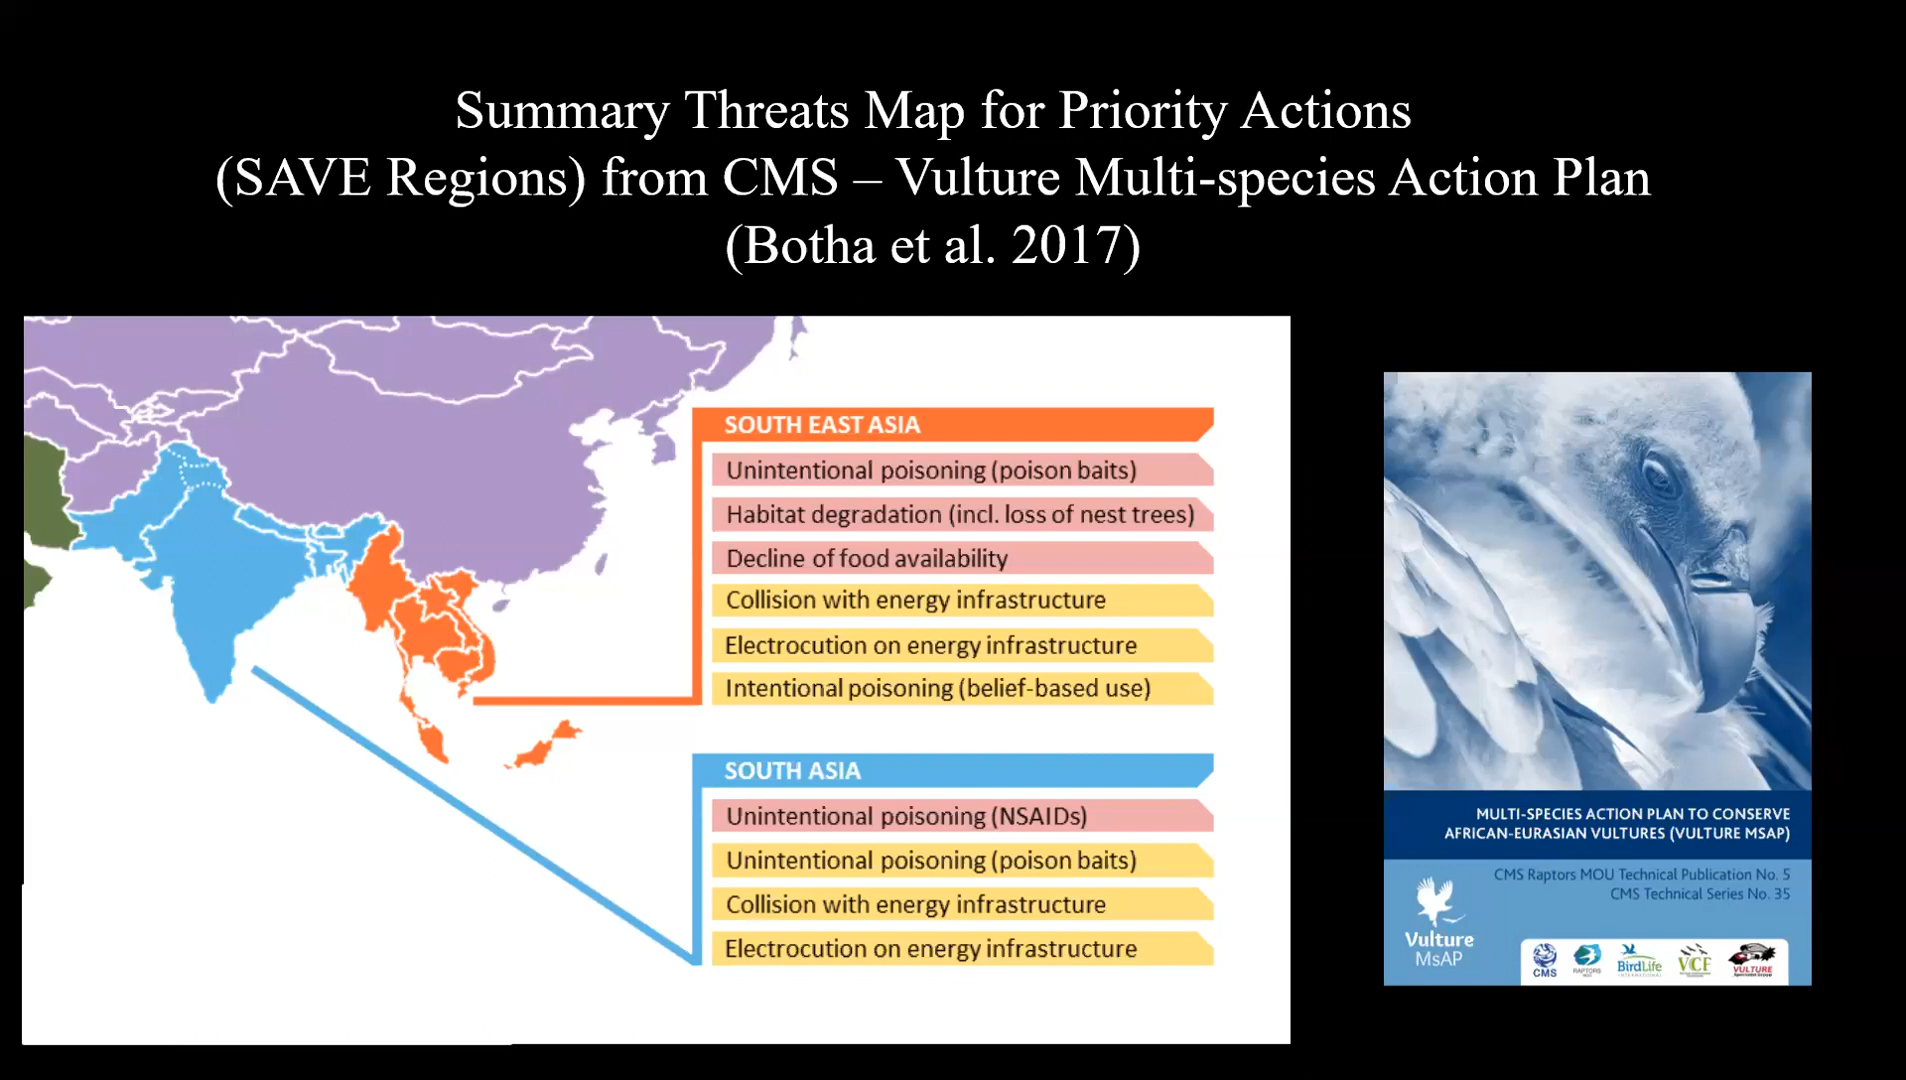 Summary Threats Map for Priority Actions
(SAVE Regions) from CMS – Vulture Multi-species Action Plan
(Botha et al. 2017)
SOUTH EAST ASIA
Unintentional poisoning (poison baits)
Habitat degradation (incl. loss of nest trees)
Decline of food availability
Collision with energy infrastructure
Electrocution on energy infrastructure
Intentional poisoning (belief-based use)
SOUTH ASIA
Unintentional poisoning (NSAIDs)
Unintentional poisoning (poison baits)
Collision with energy infrastructure
Electrocution on energy infrastructure
MULTI-SPECIES ACTION PLAN TO CONSERVE
AFRICAN-EURASIAN VULTURES (VULTURE MSAP)
CMS Raptors MOU Technical Publication No. 5
CMS Technical Series No. 35
Vulture
MsAP
CMS
RAPTORS
BirdLife
INTERNATIONAL
VCF
VULTURE